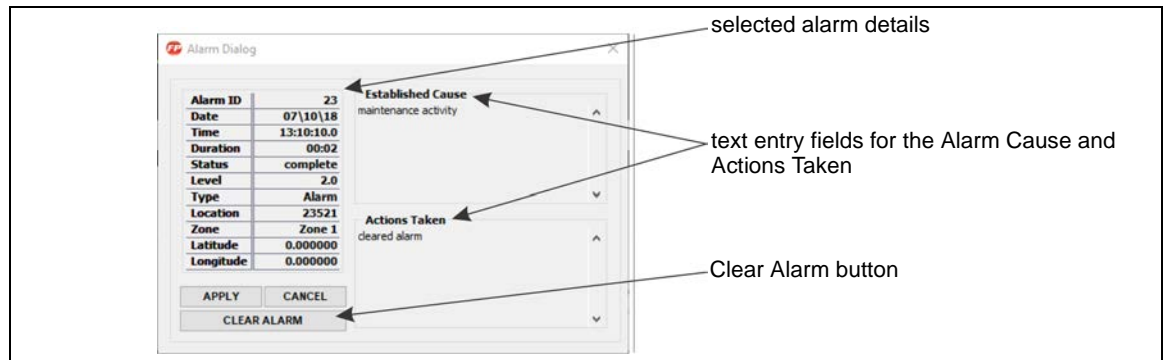 selected alarm details
FP Alarm Dialog
Alarm ID 23
Date 07\10\18
Time 13:10:10.0
Duration 00:02
Status complete
Level 2.0
Type Alarm
Location 23521
Zone Zone 1
Latitude 0.000000
Longitude 0.000000
APPLY CANCEL
CLEAR ALARM
Established Cause
maintenance activity
Actions Taken
cleared alarm
text entry fields for the Alarm Cause and
Actions Taken
Clear Alarm button